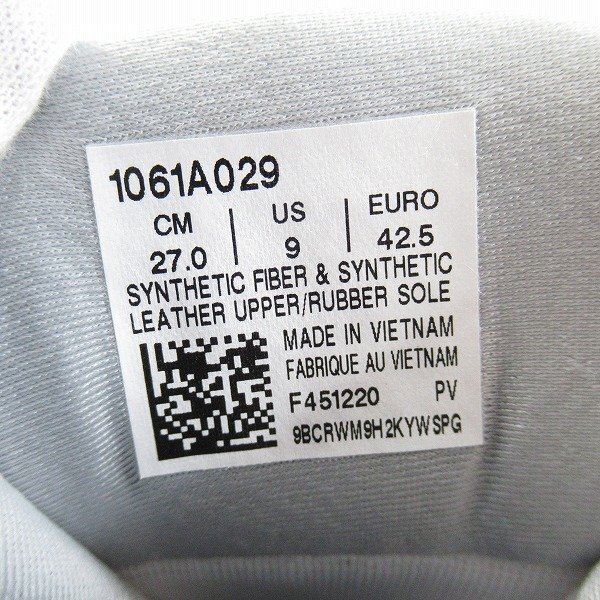 1061A029
CM | US | EURO
27.0 | 9 | 42.5
SYNTHETIC FIBER & SYNTHETIC
LEATHER UPPER/RUBBER SOLE
MADE IN VIETNAM
FABRIQUE AU VIETNAM
F451220 PV
9BCRWM9H2KYWSPG